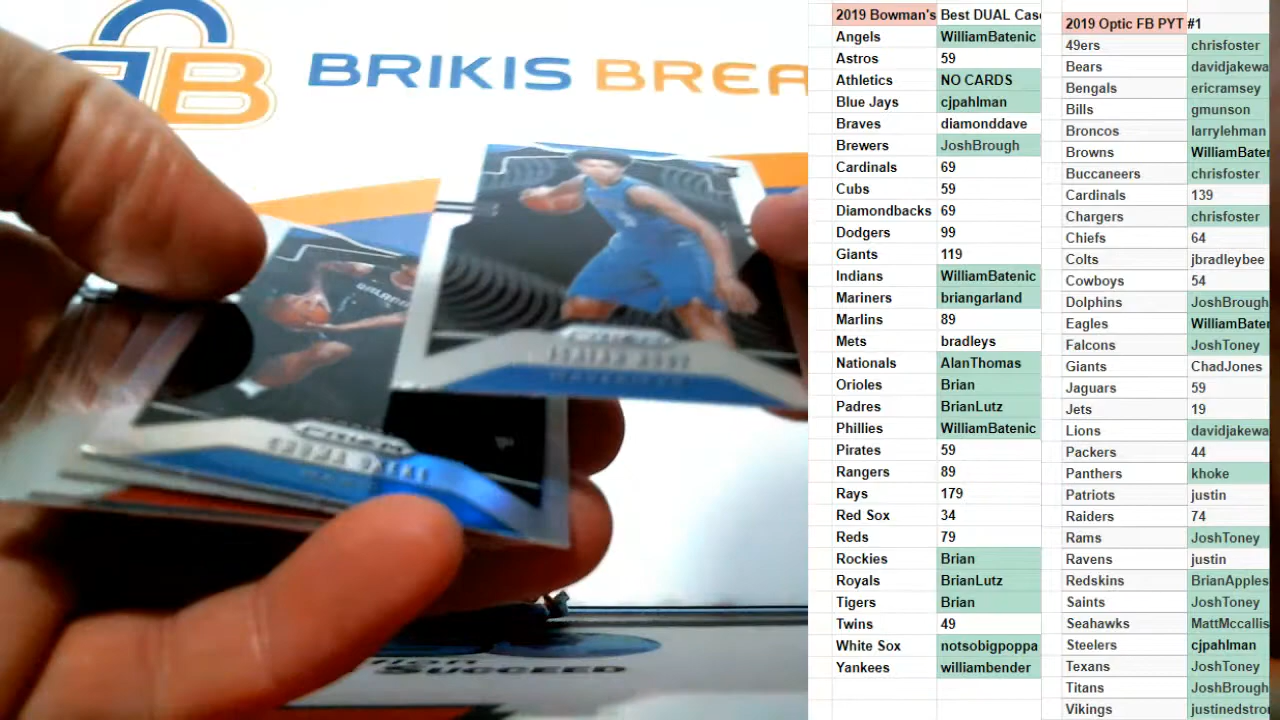 BRIKIS BREA
ORLANDO
SUCCEED
2019 Bowman's Best DUAL Case
Angels WilliamBatenic
Astros 59
Athletics NO CARDS
Blue Jays cjpahlman
Braves diamonddave
Brewers JoshBrough
Cardinals 69
Cubs 59
Diamondbacks 69
Dodgers 99
Giants 119
Indians WilliamBatenic
Mariners briangarland
Marlins 89
Mets bradleys
Nationals AlanThomas
Orioles Brian
Padres BrianLutz
Phillies WilliamBatenic
Pirates 59
Rangers 89
Rays 179
Red Sox 34
Reds 79
Rockies Brian
Royals BrianLutz
Tigers Brian
Twins 49
White Sox notsobigpoppa
Yankees williambender
2019 Optic FB PYT #1
49ers chrisfoster
Bears davidjakewa
Bengals ericramsey
Bills gmunson
Broncos larrylehman
Browns WilliamBater
Buccaneers chrisfoster
Cardinals 139
Chargers chrisfoster
Chiefs 64
Colts jbradleybee
Cowboys 54
Dolphins JoshBrough
Eagles WilliamBater
Falcons JoshToney
Giants ChadJones
Jaguars 59
Jets 19
Lions davidjakewa
Packers 44
Panthers khoke
Patriots justin
Raiders 74
Rams JoshToney
Ravens justin
Redskins BrianApples
Saints JoshToney
Seahawks MattMccallis
Steelers cjpahlman
Texans JoshToney
Titans JoshBrough
Vikings justinedstro